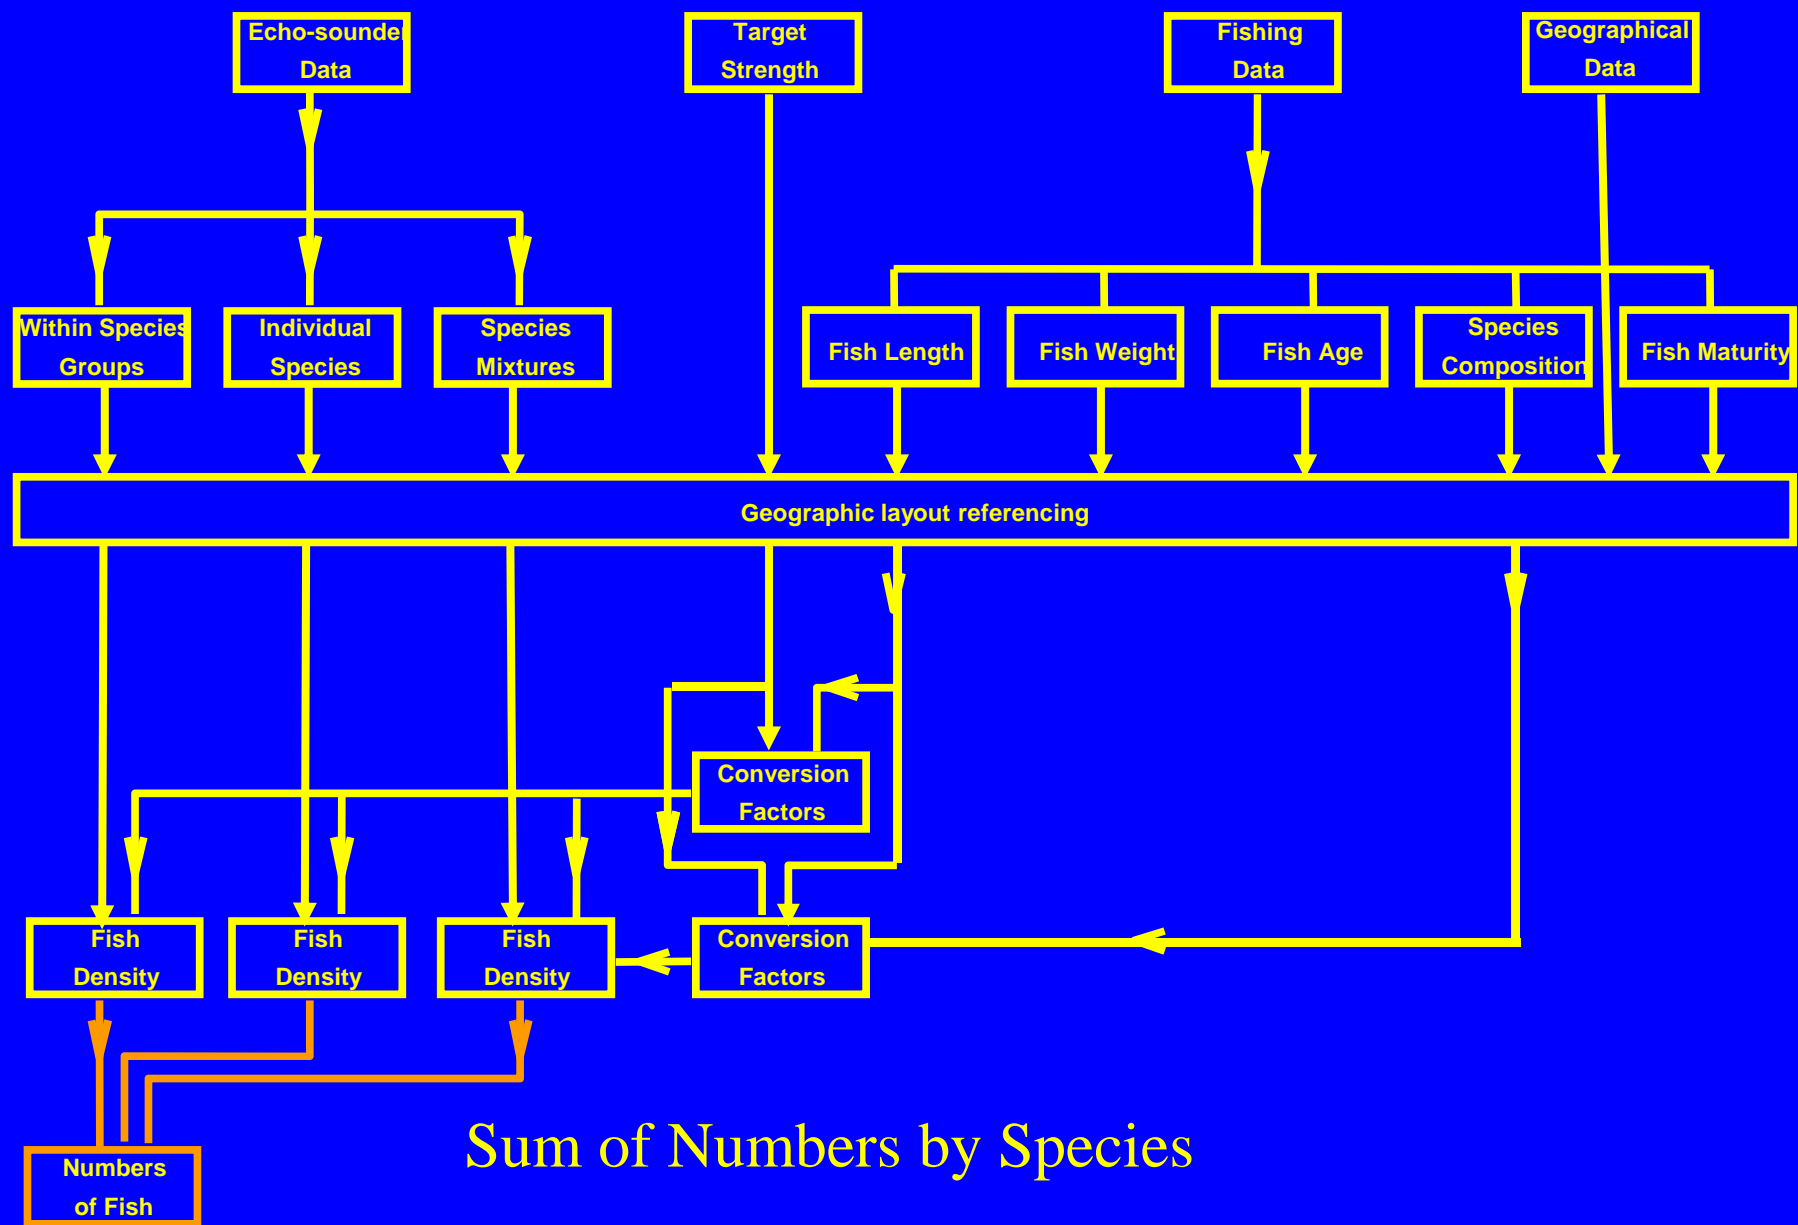 Echo-sounder
Data
Target
Strength
Fishing
Data
Geographical
Data
Within Species
Groups
Individual
Species
Species
Mixtures
Fish Length
Fish Weight
Fish Age
Species
Composition
Fish Maturity
Geographic layout referencing
Conversion
Factors
Fish
Density
Fish
Density
Fish
Density
Conversion
Factors
Sum of Numbers by Species
Numbers
of Fish